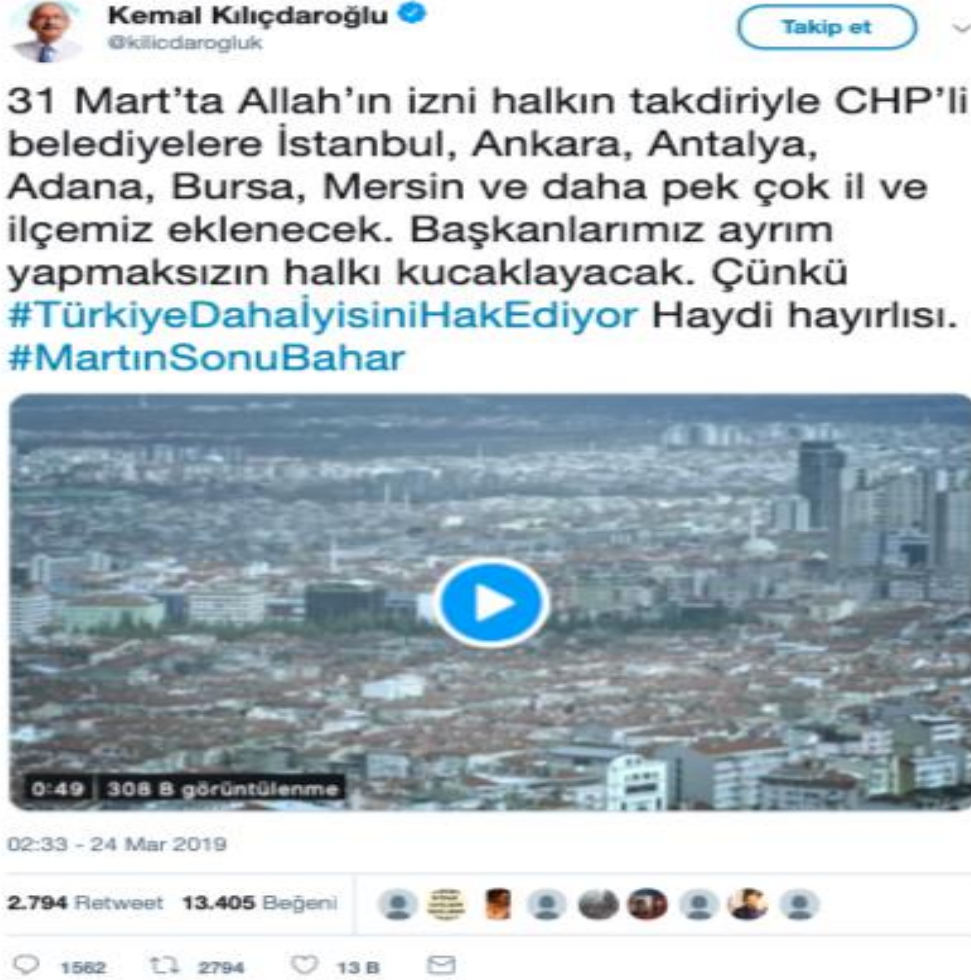 Kemal Kılıçdaroğlu
@kilicdarogluk
Takip et
31 Mart'ta Allah'ın izni halkın takdiriyle CHP'li
belediyelere İstanbul, Ankara, Antalya,
Adana, Bursa, Mersin ve daha pek çok il ve
ilçemiz eklenecek. Başkanlarımız ayrım
yapmaksızın halkı kucaklayacak. Çünkü
#TürkiyeDahaİyisiniHakEdiyor Haydi hayırlısı.
#MartınSonuBahar
0:49 308 B görüntülenme
02:33 - 24 Mar 2019
2.794 Retweet 13.405 Beğeni
1562 2794 13 B